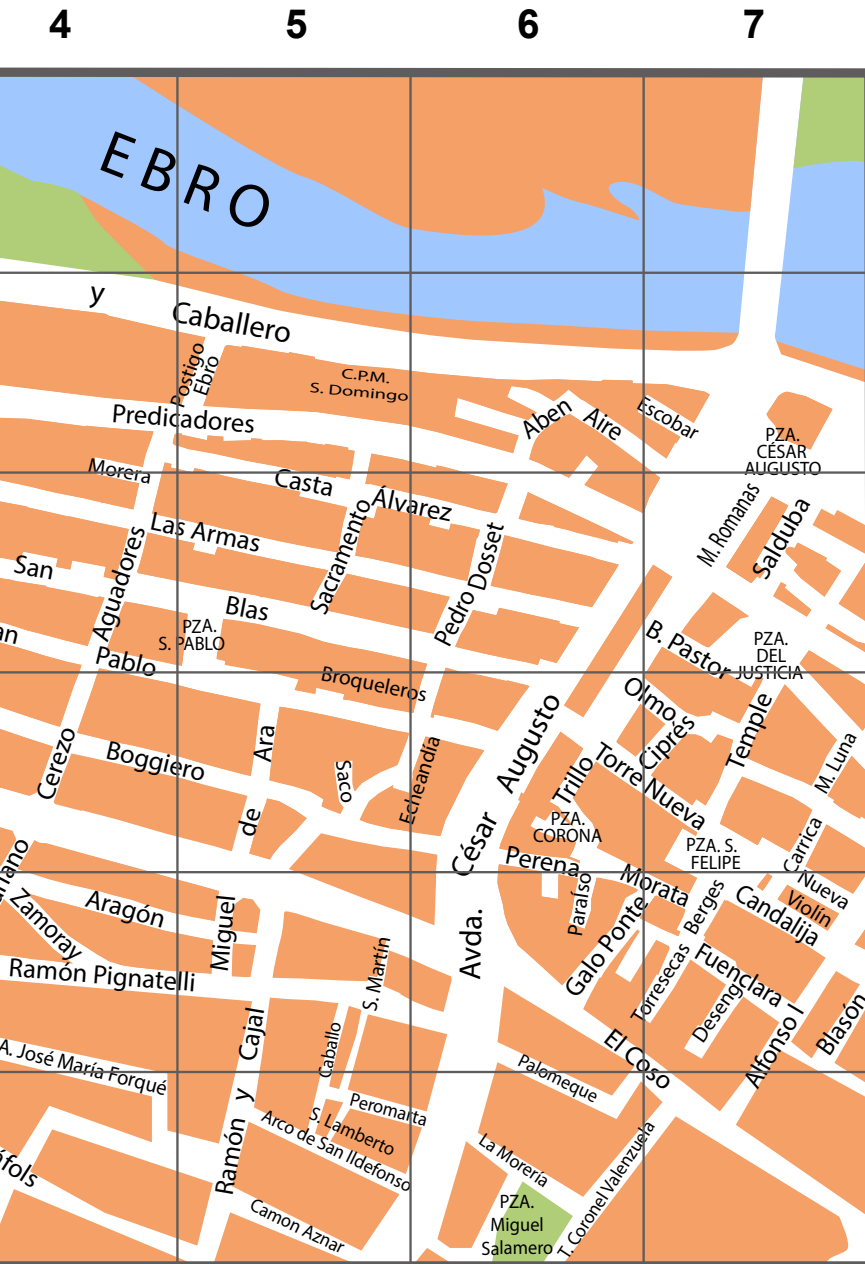 4 5 6 7
EBRO
y Caballero
Postigo
Ebro
C.P.M.
S. Domingo
Predicadores
Aben Aire
Escobar
PZA.
CÉSAR
AUGUSTO
Morera
Casta Álvarez
Las Armas
Sacramento
Aguadores
Pedro Dosset
M. Romanas
Salduba
San Blas
PZA.
S. PABLO
B. Pastor
PZA.
DEL
JUSTICIA
Pablo
Broqueleros
Olmo
Ciprés
Temple
M. Luna
Cerezo
Boggiero
Saco
Echeandía
Trillo
Torre Nueva
PZA.
CORONA
PZA. S.
FELIPE
Carrica
Perena
Avda. César Augusto
Paraíso
Morata
Berges
Nueva
Violín
Candalija
Zamoray
Aragón
Galo Ponte
Torresecas
Fuenclara
Deseng
Ramón Pignatelli
S. Martín
Caballo
El Coso
Alfonso I
Blasón
A. José María Forqué
Ramón y Cajal
Miguel de Ara
Palomeque
Peromarta
S. Lamberto
Arco de San Ildefonso
La Morería
T. Coronel Valenzuela
Camon Aznar
PZA.
Miguel
Salamero